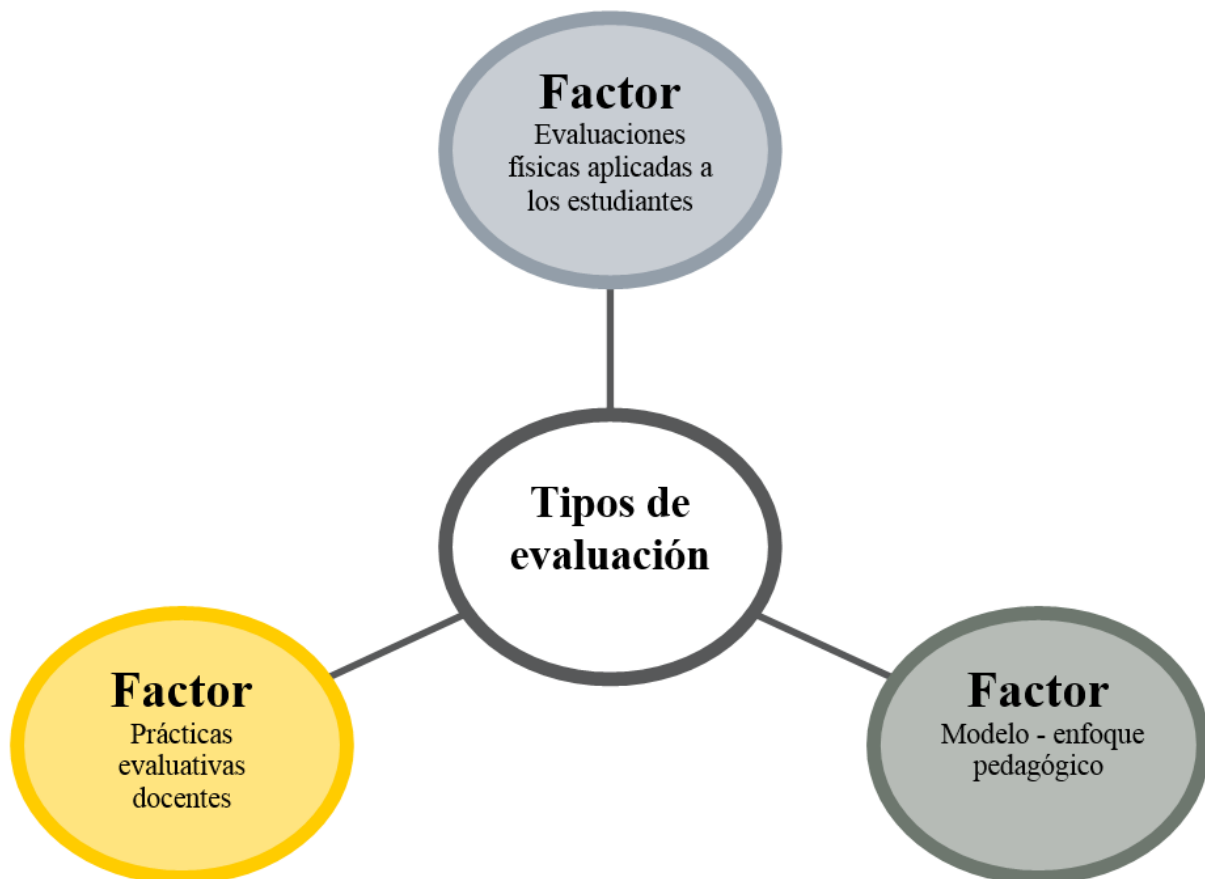 Factor
Evaluaciones
físicas aplicadas a
los estudiantes
Tipos de
evaluación
Factor
Prácticas
evaluativas
docentes
Factor
Modelo - enfoque
pedagógico